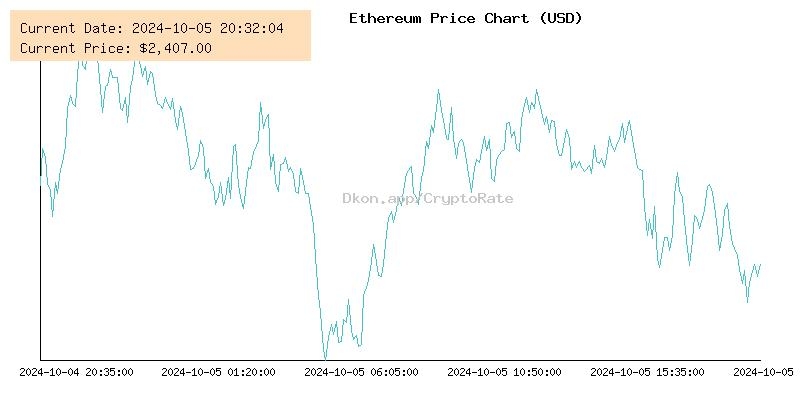 Ethereum Price Chart (USD)
Current Date: 2024-10-05 20:32:04
Current Price: $2,407.00
Dkon.app/CryptoRate
2024-10-04 20:35:00 2024-10-05 01:20:00 2024-10-05 06:05:00 2024-10-05 10:50:00 2024-10-05 15:35:00 2024-10-05